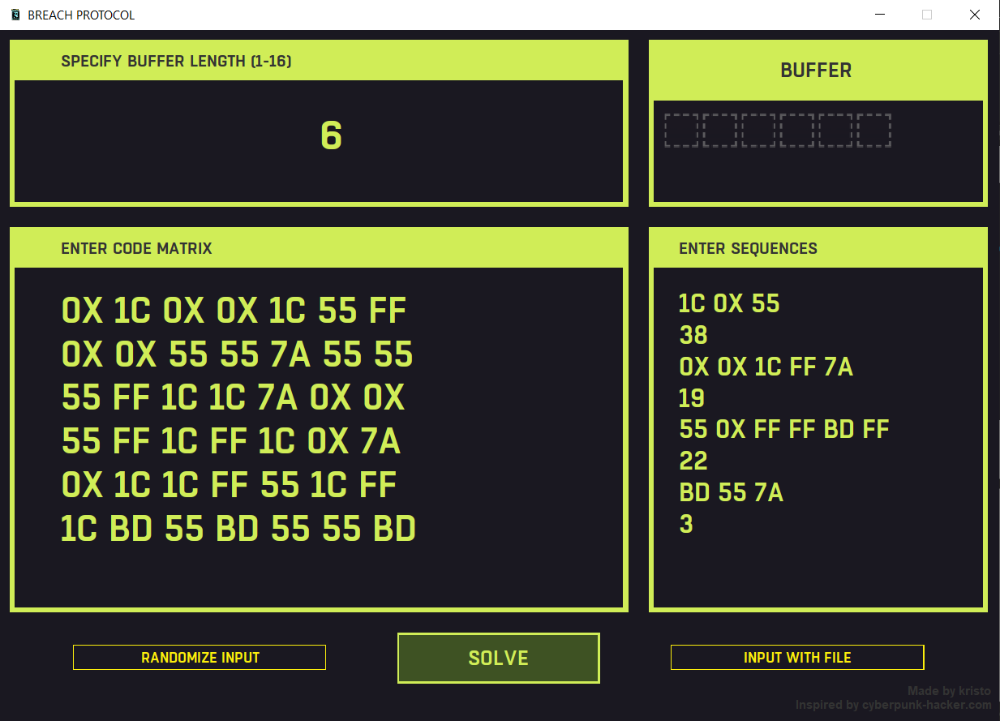 BREACH PROTOCOL
SPECIFY BUFFER LENGTH (1-16)
6
BUFFER
ENTER CODE MATRIX
0X 1C 0X 0X 1C 55 FF
0X 0X 55 55 7A 55 55
55 FF 1C 1C 7A 0X 0X
55 FF 1C FF 1C 0X 7A
0X 1C 1C FF 55 1C FF
1C BD 55 BD 55 55 BD
ENTER SEQUENCES
1C 0X 55
38
0X 0X 1C FF 7A
19
55 0X FF FF BD FF
22
BD 55 7A
3
RANDOMIZE INPUT
SOLVE
INPUT WITH FILE
Made by kristo
Inspired by cyberpunk-hacker.com